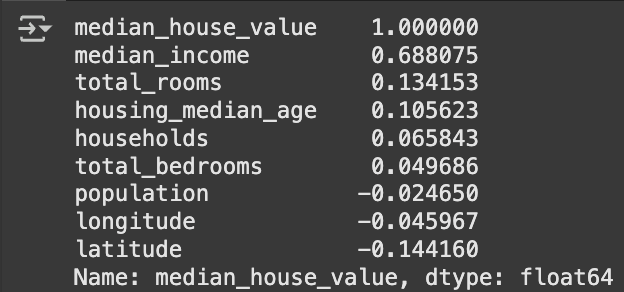 median_house_value    1.000000
median_income         0.688075
total_rooms           0.134153
housing_median_age    0.105623
households            0.065843
total_bedrooms        0.049686
population           -0.024650
longitude            -0.045967
latitude             -0.144160
Name: median_house_value, dtype: float64